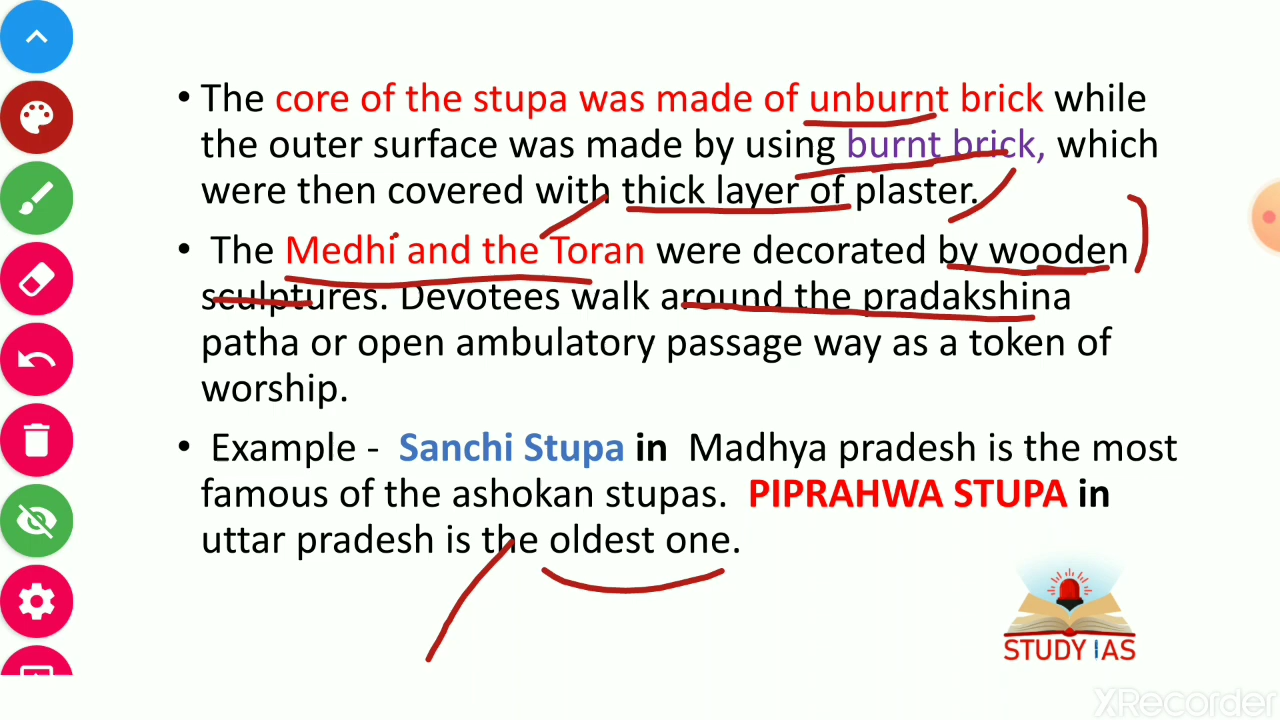 • The core of the stupa was made of unburnt brick while
the outer surface was made by using burnt brick, which
were then covered with thick layer of plaster.
• The Medhi and the Toran were decorated by wooden
sculptures. Devotees walk around the pradakshina
patha or open ambulatory passage way as a token of
worship.
• Example - Sanchi Stupa in Madhya pradesh is the most
famous of the ashokan stupas. PIPRAHWA STUPA in
uttar pradesh is the oldest one.
STUDY IAS
XRecorder